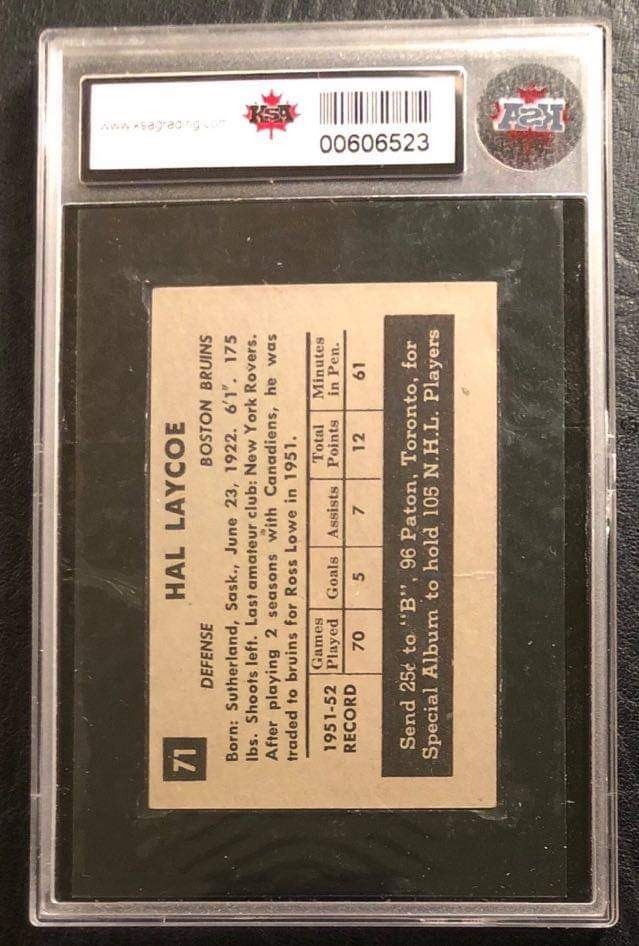 www.ksagrading.com
KSA
00606523
KSA
71
HAL LAYCOE
DEFENSE BOSTON BRUINS
Born: Sutherland, Sask., June 23, 1922. 6'1". 175
lbs. Shoots left. Last amateur club: New York Rovers.
After playing 2 seasons with Canadiens, he was
traded to bruins for Ross Lowe in 1951.
1951-52 RECORD
Games Played Goals Assists Total Points Minutes in Pen.
70 5 7 12 61
Send 25¢ to "B", 96 Paton, Toronto, for
Special Album to hold 105 N.H.L. Players